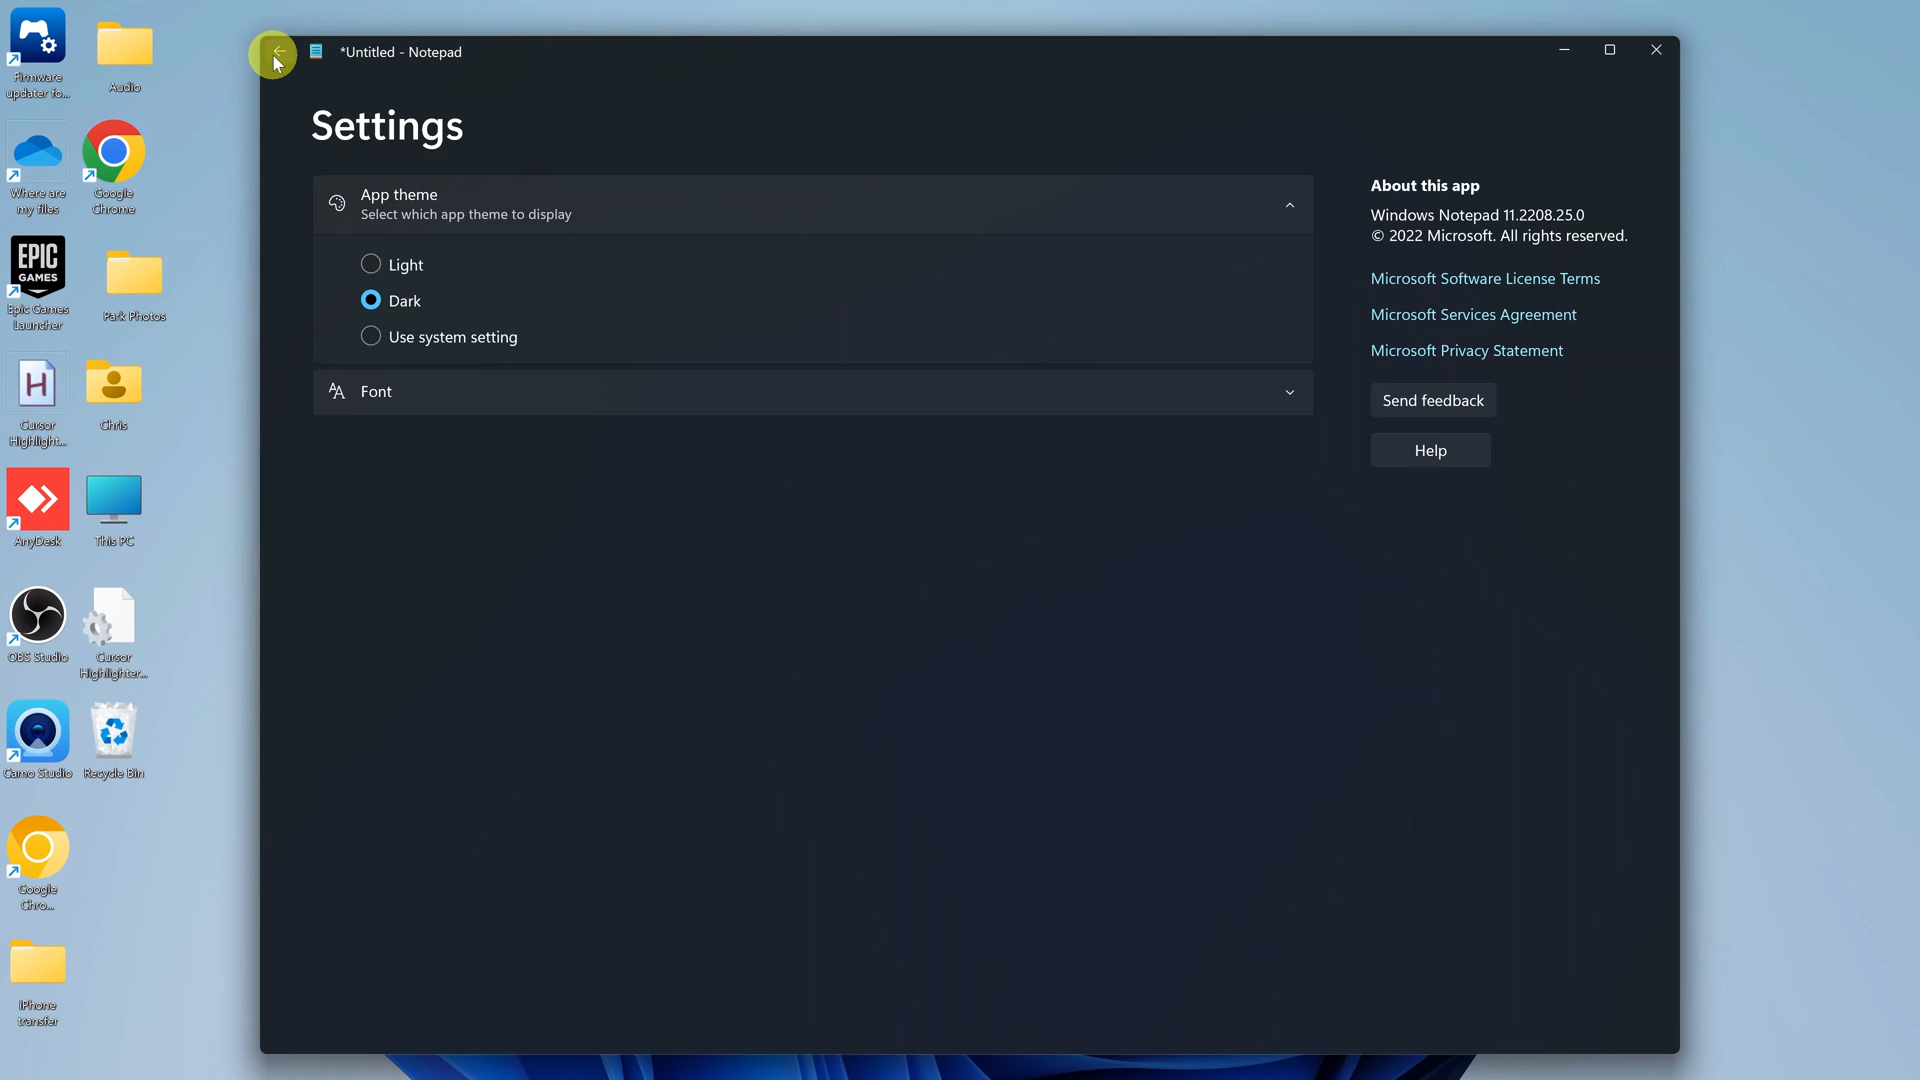 Firmware
updater fo...
Audio
Where are
my files
Google
Chrome
EPIC
GAMES
Epic Games
Launcher
Park Photos
H
Cursor
Highlight...
Chris
AnyDesk
This PC
OBS Studio
Cursor
Highlighter...
Camo Studio
Recycle Bin
Google
Chro...
iPhone
transfer
*Untitled - Notepad
Settings
App theme
Select which app theme to display
Light
Dark
Use system setting
Font
About this app
Windows Notepad 11.2208.25.0
© 2022 Microsoft. All rights reserved.
Microsoft Software License Terms
Microsoft Services Agreement
Microsoft Privacy Statement
Send feedback
Help